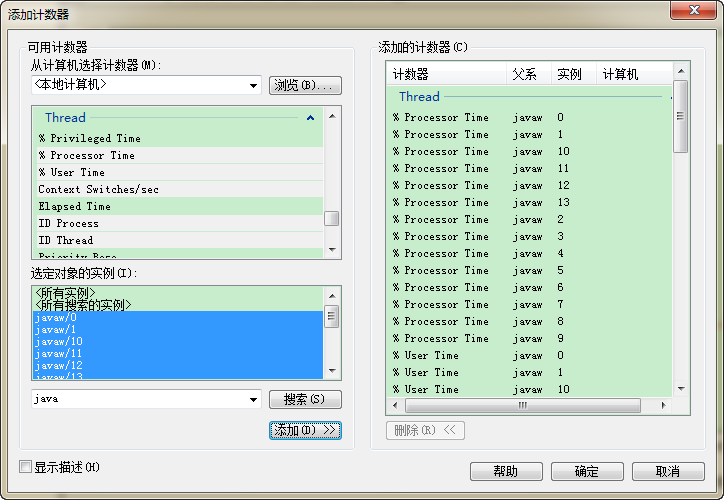 添加计数器
可用计数器
从计算机选择计数器(M):
<本地计算机>
浏览(B)...
Thread
% Privileged Time
% Processor Time
% User Time
Context Switches/sec
Elapsed Time
ID Process
ID Thread
Priority Base
选定对象的实例(I):
<所有实例>
<所有搜索的实例>
javaw/0
javaw/1
javaw/10
javaw/11
javaw/12
javaw/13
java
搜索(S)
添加(D) >>
显示描述(H)
添加的计数器(C)
计数器 父系 实例 计算机
Thread
% Processor Time javaw 0
% Processor Time javaw 1
% Processor Time javaw 10
% Processor Time javaw 11
% Processor Time javaw 12
% Processor Time javaw 13
% Processor Time javaw 2
% Processor Time javaw 3
% Processor Time javaw 4
% Processor Time javaw 5
% Processor Time javaw 6
% Processor Time javaw 7
% Processor Time javaw 8
% Processor Time javaw 9
% User Time javaw 0
% User Time javaw 1
% User Time javaw 10
删除(R) <<
帮助
确定
取消